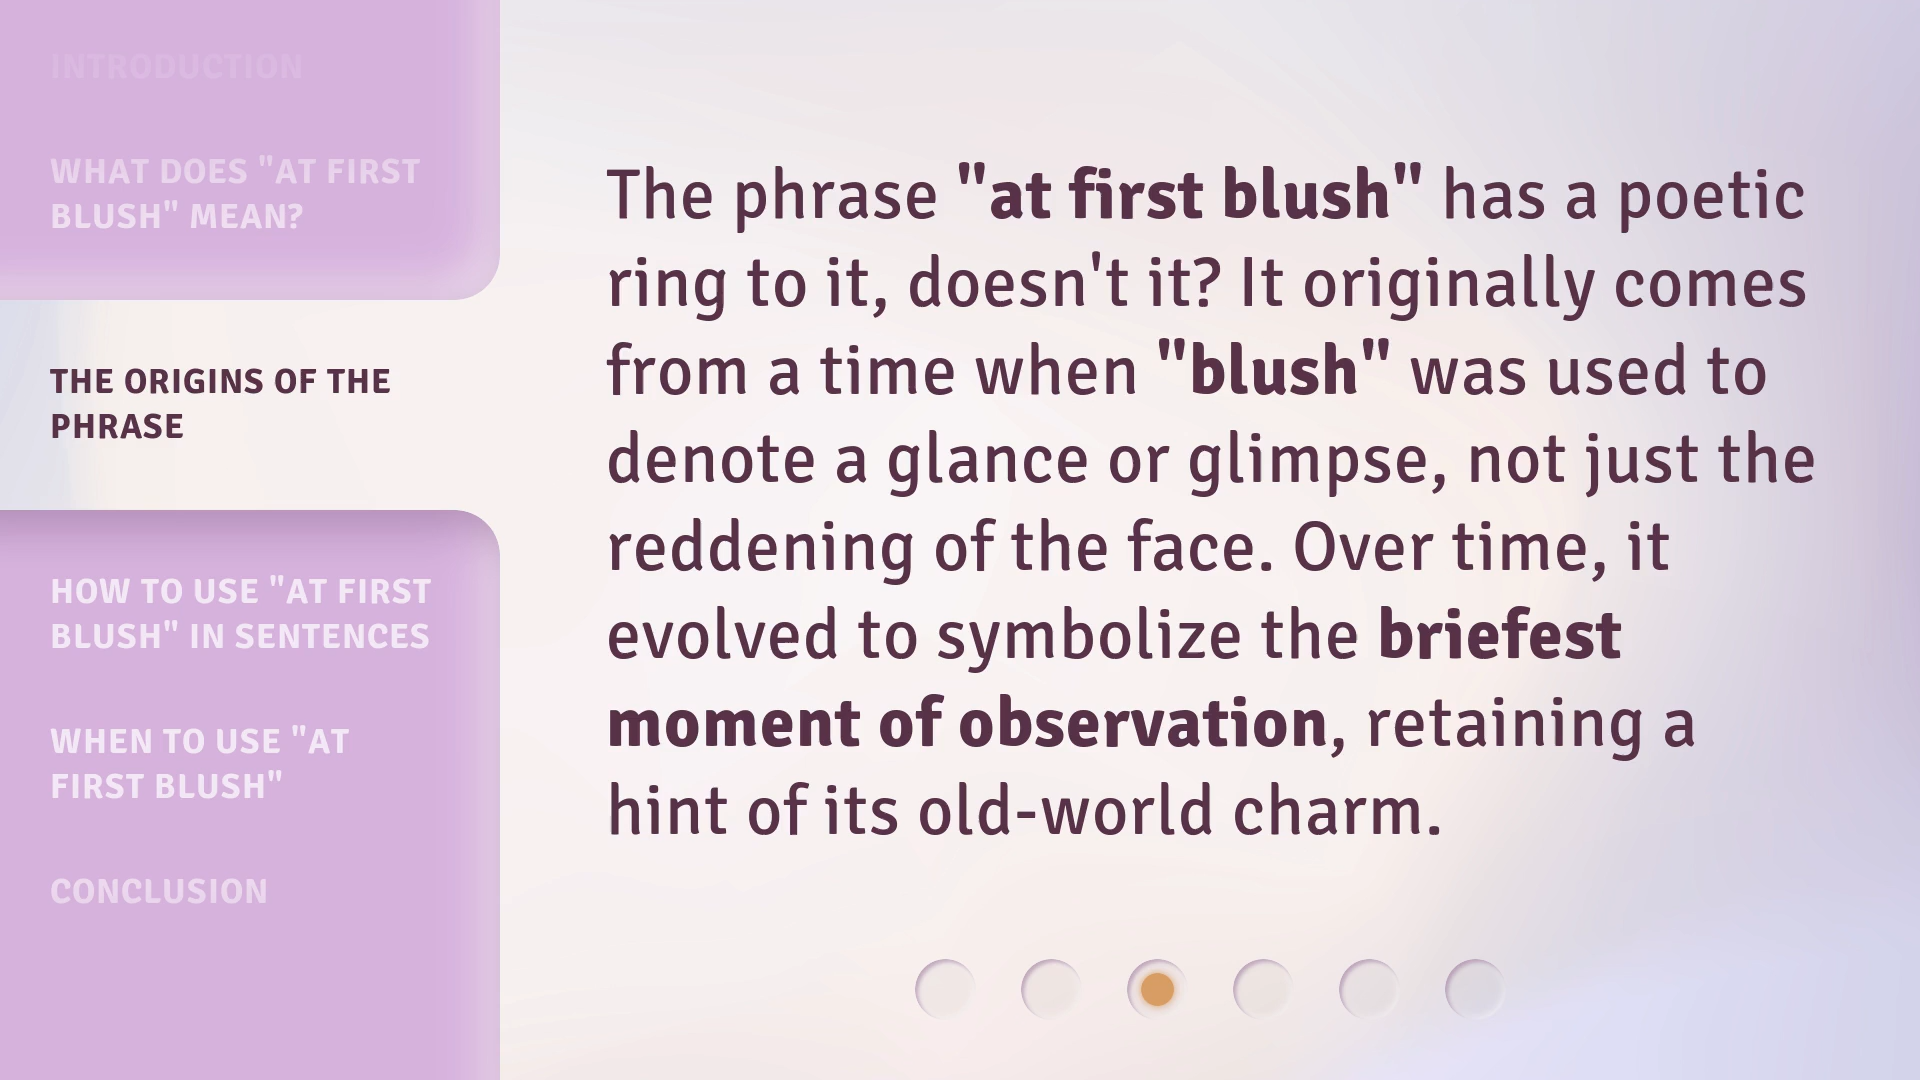 INTRODUCTION
WHAT DOES "AT FIRST
BLUSH" MEAN?
THE ORIGINS OF THE
PHRASE
HOW TO USE "AT FIRST
BLUSH" IN SENTENCES
WHEN TO USE "AT
FIRST BLUSH"
CONCLUSION
The phrase "at first blush" has a poetic
ring to it, doesn't it? It originally comes
from a time when "blush" was used to
denote a glance or glimpse, not just the
reddening of the face. Over time, it
evolved to symbolize the briefest
moment of observation, retaining a
hint of its old-world charm.